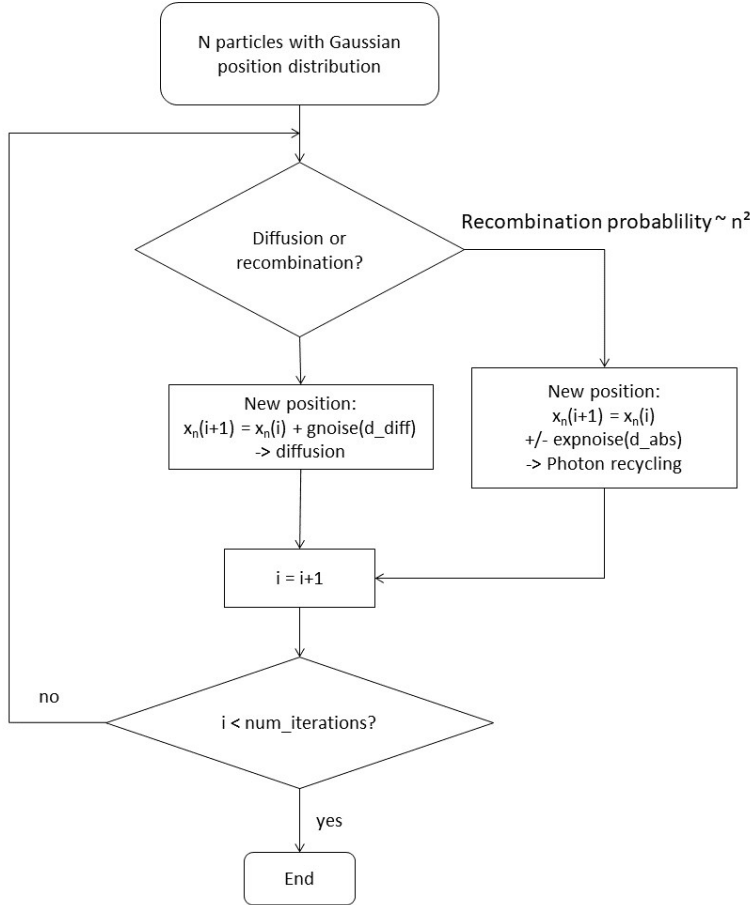 N particles with Gaussian
position distribution
Diffusion or
recombination?
Recombination probablility ~ n²
New position:
xₙ(i+1) = xₙ(i) + gnoise(d_diff)
-> diffusion
New position:
xₙ(i+1) = xₙ(i)
+/- expnoise(d_abs)
-> Photon recycling
i = i+1
no
i < num_iterations?
yes
End